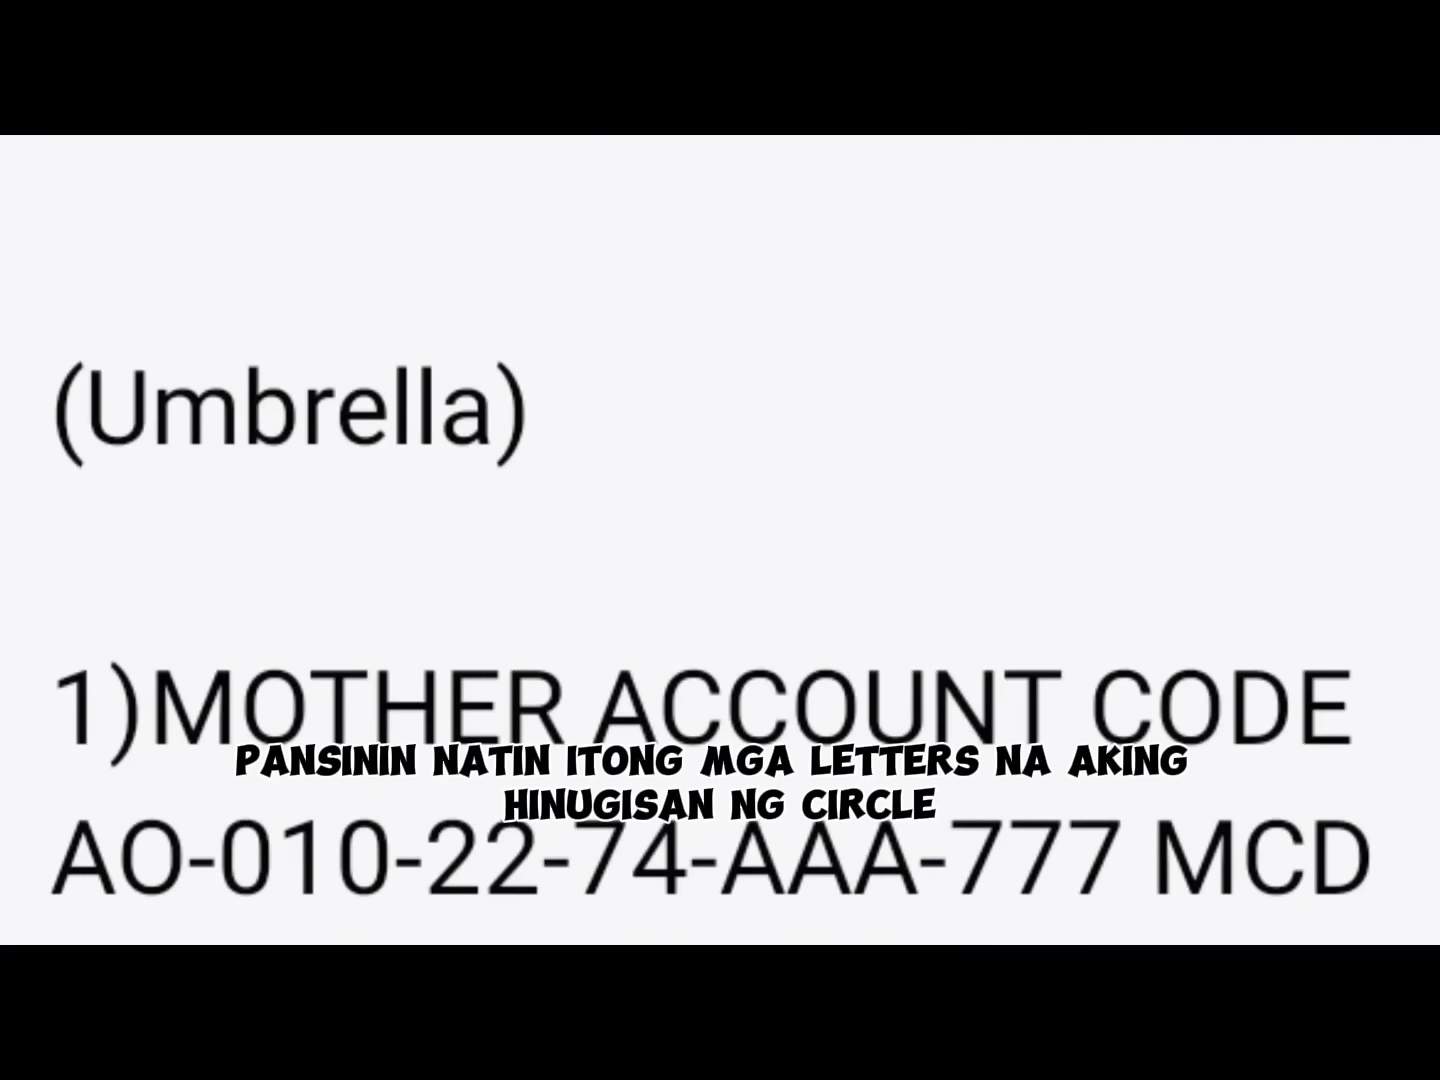 (Umbrella)
1)MOTHER ACCOUNT CODE
PANSININ NATIN ITONG MGA LETTERS NA AKING
HINUGISAN NG CIRCLE
AO-010-22-74-AAA-777 MCD